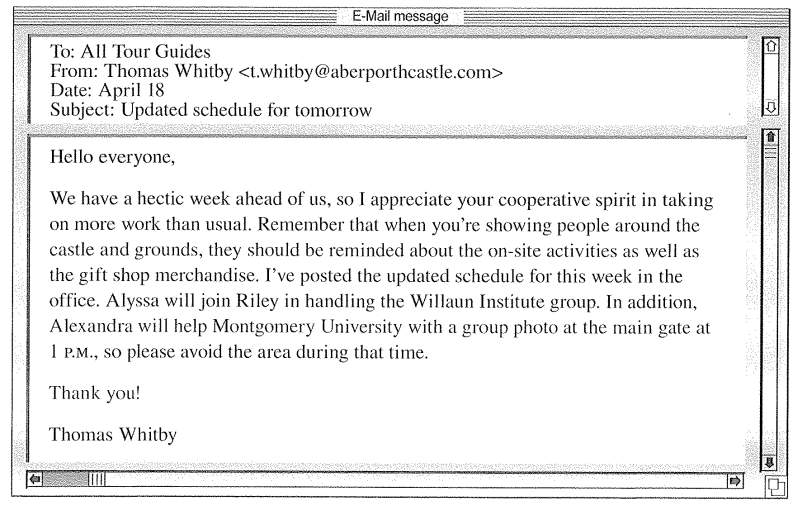 E-Mail message
To: All Tour Guides
From: Thomas Whitby <t.whitby@aberporthcastle.com>
Date: April 18
Subject: Updated schedule for tomorrow
Hello everyone,
We have a hectic week ahead of us, so I appreciate your cooperative spirit in taking
on more work than usual. Remember that when you're showing people around the
castle and grounds, they should be reminded about the on-site activities as well as
the gift shop merchandise. I've posted the updated schedule for this week in the
office. Alyssa will join Riley in handling the Willaun Institute group. In addition,
Alexandra will help Montgomery University with a group photo at the main gate at
1 P.M., so please avoid the area during that time.
Thank you!
Thomas Whitby